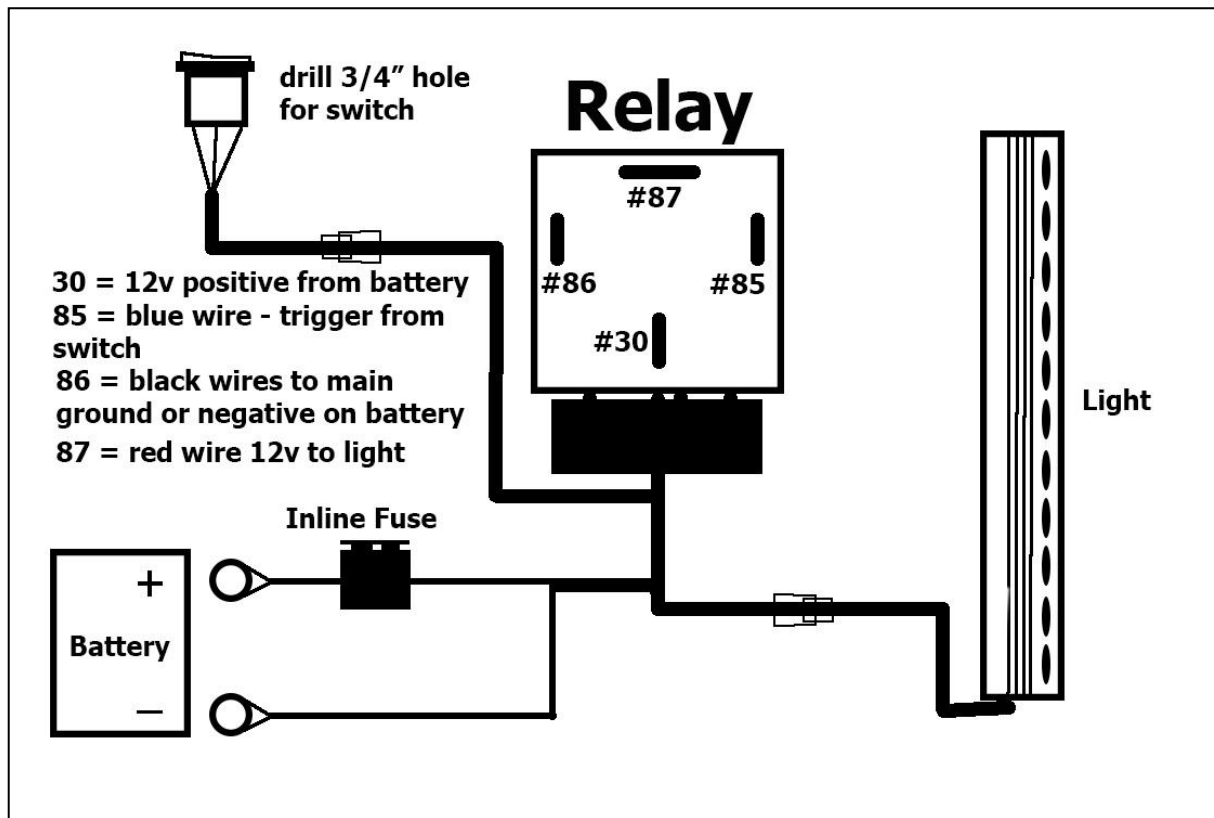 drill 3/4″ hole
for switch
Relay
#87
#86
#85
#30
30 = 12v positive from battery
85 = blue wire - trigger from
switch
86 = black wires to main
ground or negative on battery
87 = red wire 12v to light
Light
Inline Fuse
+
Battery
–